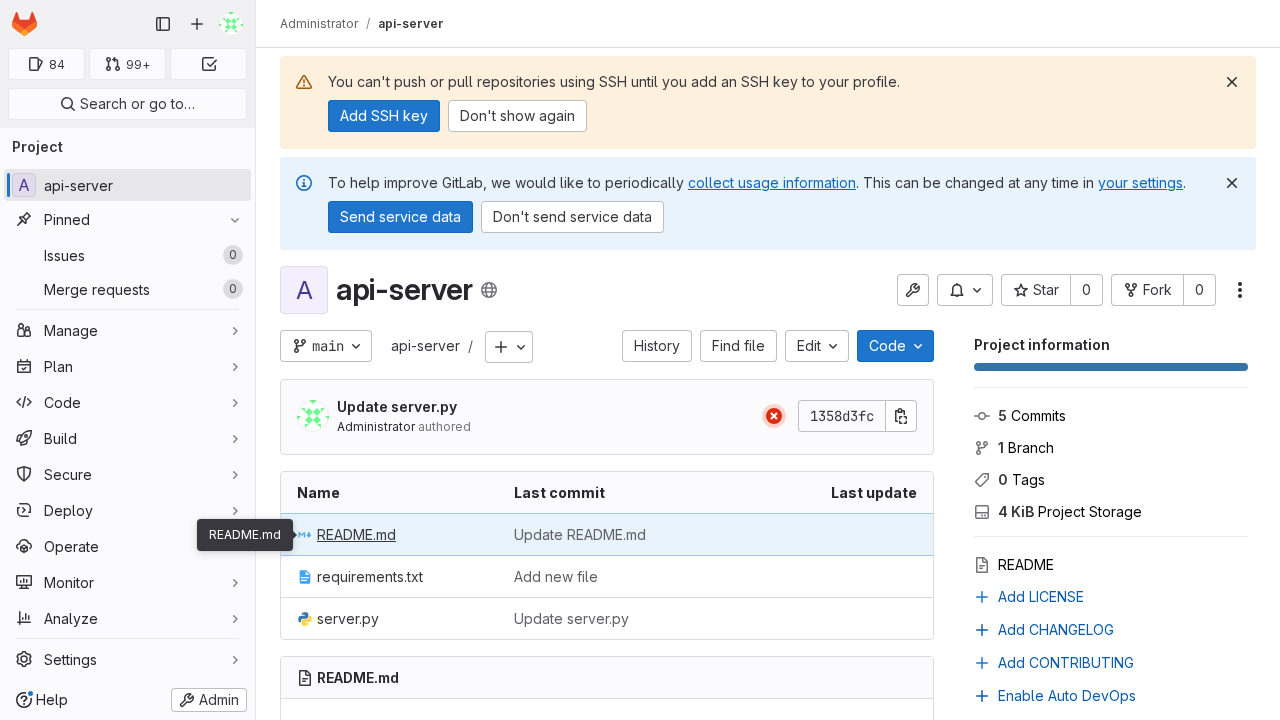 Administrator / api-server
84
99+
Search or go to…
Project
A api-server
Pinned
Issues 0
Merge requests 0
Manage
Plan
Code
Build
Secure
Deploy
Operate
Monitor
Analyze
Settings
Help
Admin
README.md
You can't push or pull repositories using SSH until you add an SSH key to your profile.
Add SSH key
Don't show again
To help improve GitLab, we would like to periodically collect usage information. This can be changed at any time in your settings.
Send service data
Don't send service data
A api-server
Star 0
Fork 0
main
api-server /
History
Find file
Edit
Code
Update server.py
Administrator authored
1358d3fc
Name Last commit Last update
README.md Update README.md
requirements.txt Add new file
server.py Update server.py
README.md
Project information
5 Commits
1 Branch
0 Tags
4 KiB Project Storage
README
Add LICENSE
Add CHANGELOG
Add CONTRIBUTING
Enable Auto DevOps